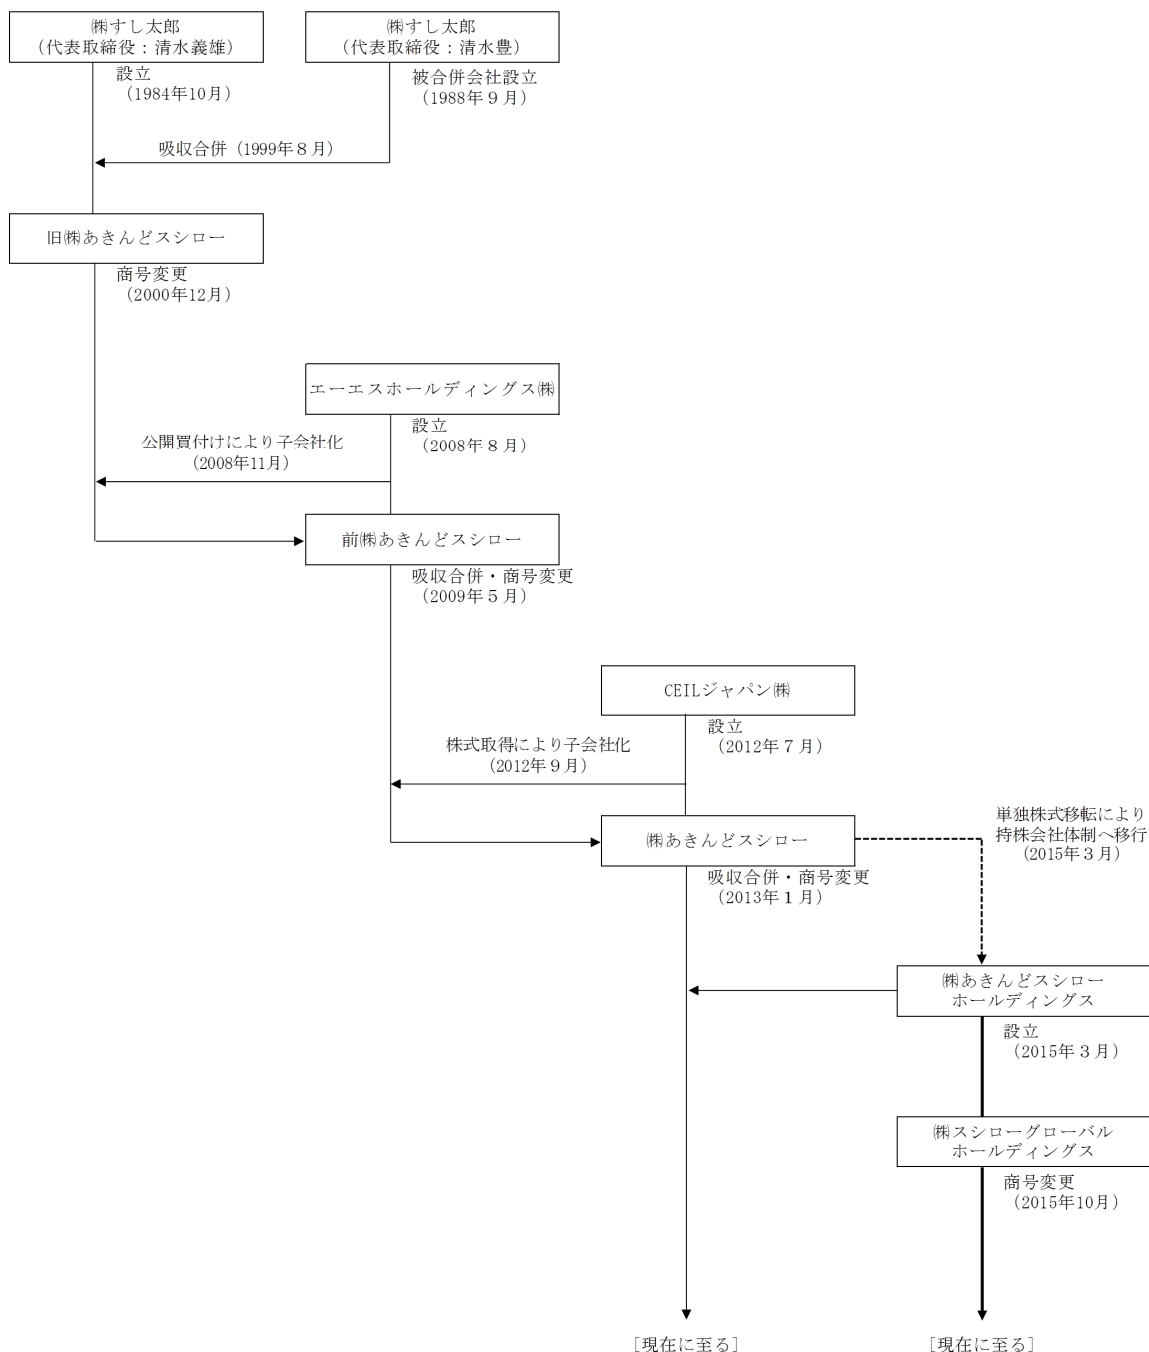 ㈱すし太郎
(代表取締役：清水義雄)
㈱すし太郎
(代表取締役：清水豊)
設立
(1984年10月)
被合併会社設立
(1988年９月)
吸収合併 (1999年８月)
旧㈱あきんどスシロー
商号変更
(2000年12月)
エーエスホールディングス㈱
設立
(2008年８月)
公開買付けにより子会社化
(2008年11月)
前㈱あきんどスシロー
吸収合併・商号変更
(2009年５月)
CEILジャパン㈱
設立
(2012年７月)
株式取得により子会社化
(2012年９月)
㈱あきんどスシロー
吸収合併・商号変更
(2013年１月)
単独株式移転により
持株会社体制へ移行
(2015年３月)
㈱あきんどスシロー
ホールディングス
設立
(2015年３月)
㈱スシローグローバル
ホールディングス
商号変更
(2015年10月)
[現在に至る]
[現在に至る]